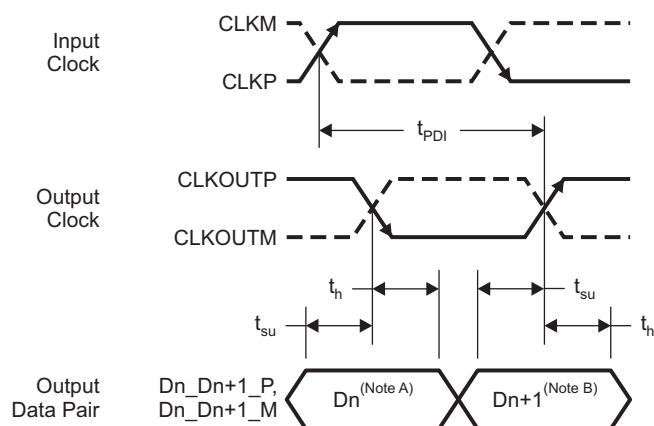 Input
Clock
CLKM
CLKP
tPDI
Output
Clock
CLKOUTP
CLKOUTM
th
tsu
tsu
th
Output
Data Pair
Dn_Dn+1_P,
Dn_Dn+1_M
Dn(Note A)
Dn+1(Note B)